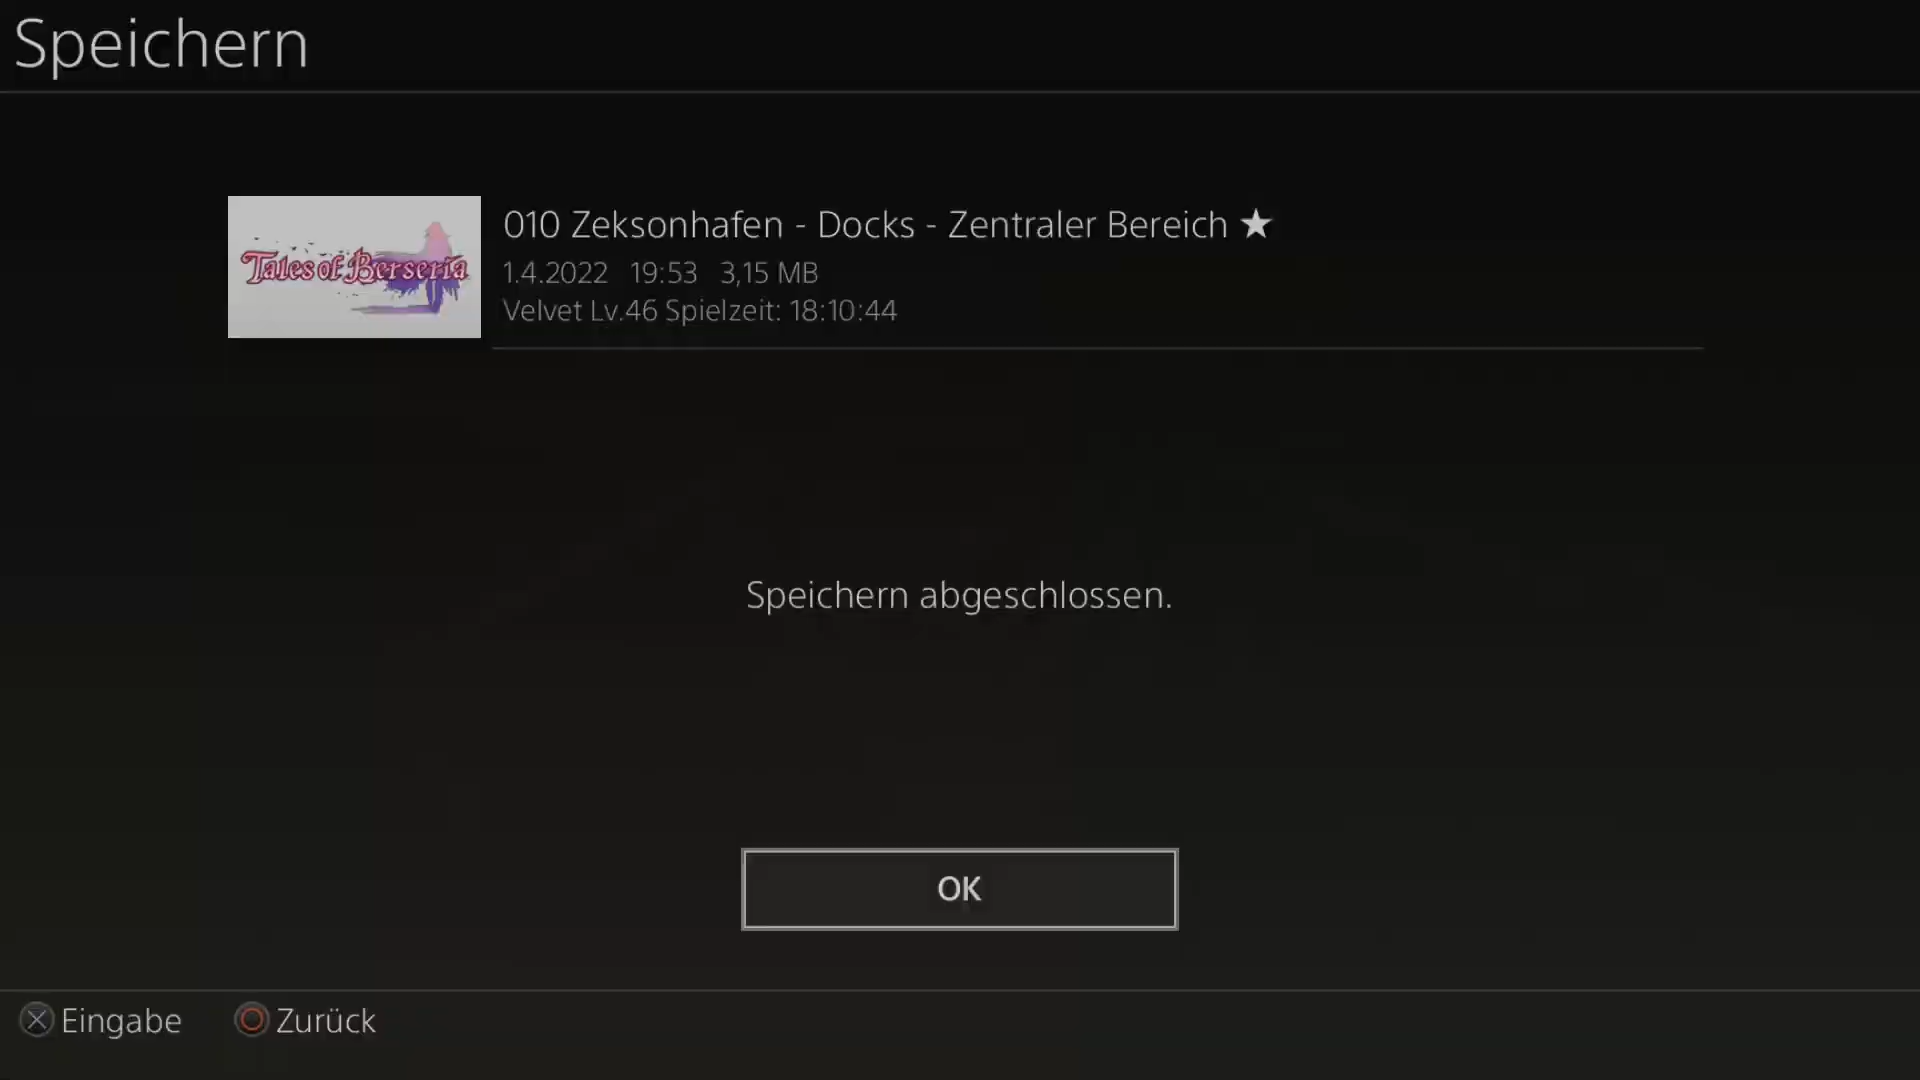 Speichern
Tales of Berseria
010 Zeksonhafen - Docks - Zentraler Bereich ★
1.4.2022 19:53 3,15 MB
Velvet Lv.46 Spielzeit: 18:10:44
Speichern abgeschlossen.
OK
Eingabe Zurück